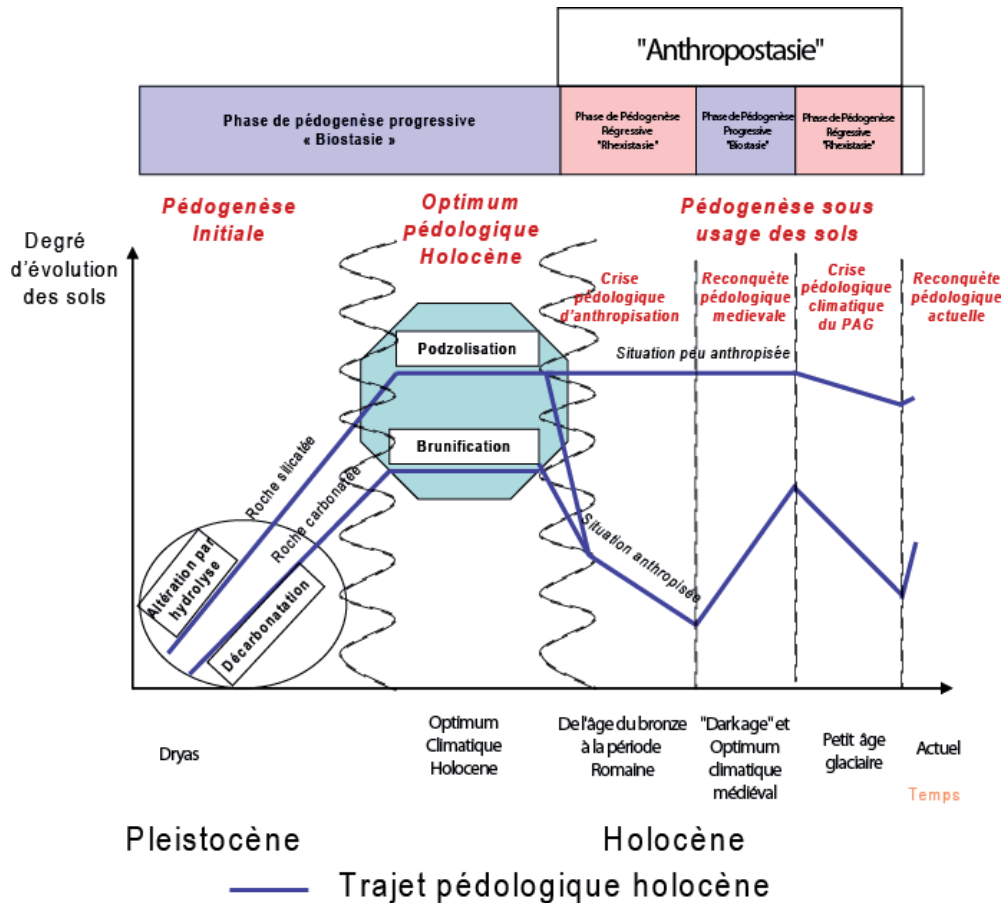 "Anthropostasie"
Phase de pédogenèse progressive
« Biostasie »
Phase de Pédogenèse
Régressive
"Rhexistasie"
Phase de Pédogenèse
Progressive
"Biostasie"
Phase de Pédogenèse
Régressive
"Rhexistasie"
Pédogenèse
Initiale
Optimum
pédologique
Holocène
Pédogenèse sous
usage des sols
Degré
d'évolution
des sols
Crise
pédologique
d'anthropisation
Reconquète
pédologique
medievale
Crise
pédologique
climatique
du PAG
Reconquète
pédologique
actuelle
Podzolisation
Situation peu anthropisée
Brunification
Roche silicatée
Roche carbonatée
Situation anthropisée
Altération par
hydrolyse
Décarbonatation
Dryas
Optimum
Climatique
Holocene
De l'âge du bronze
à la période
Romaine
"Dark age" et
Optimum
climatique
médiéval
Petit âge
glaciaire
Actuel
Temps
Pleistocène
Holocène
Trajet pédologique holocène